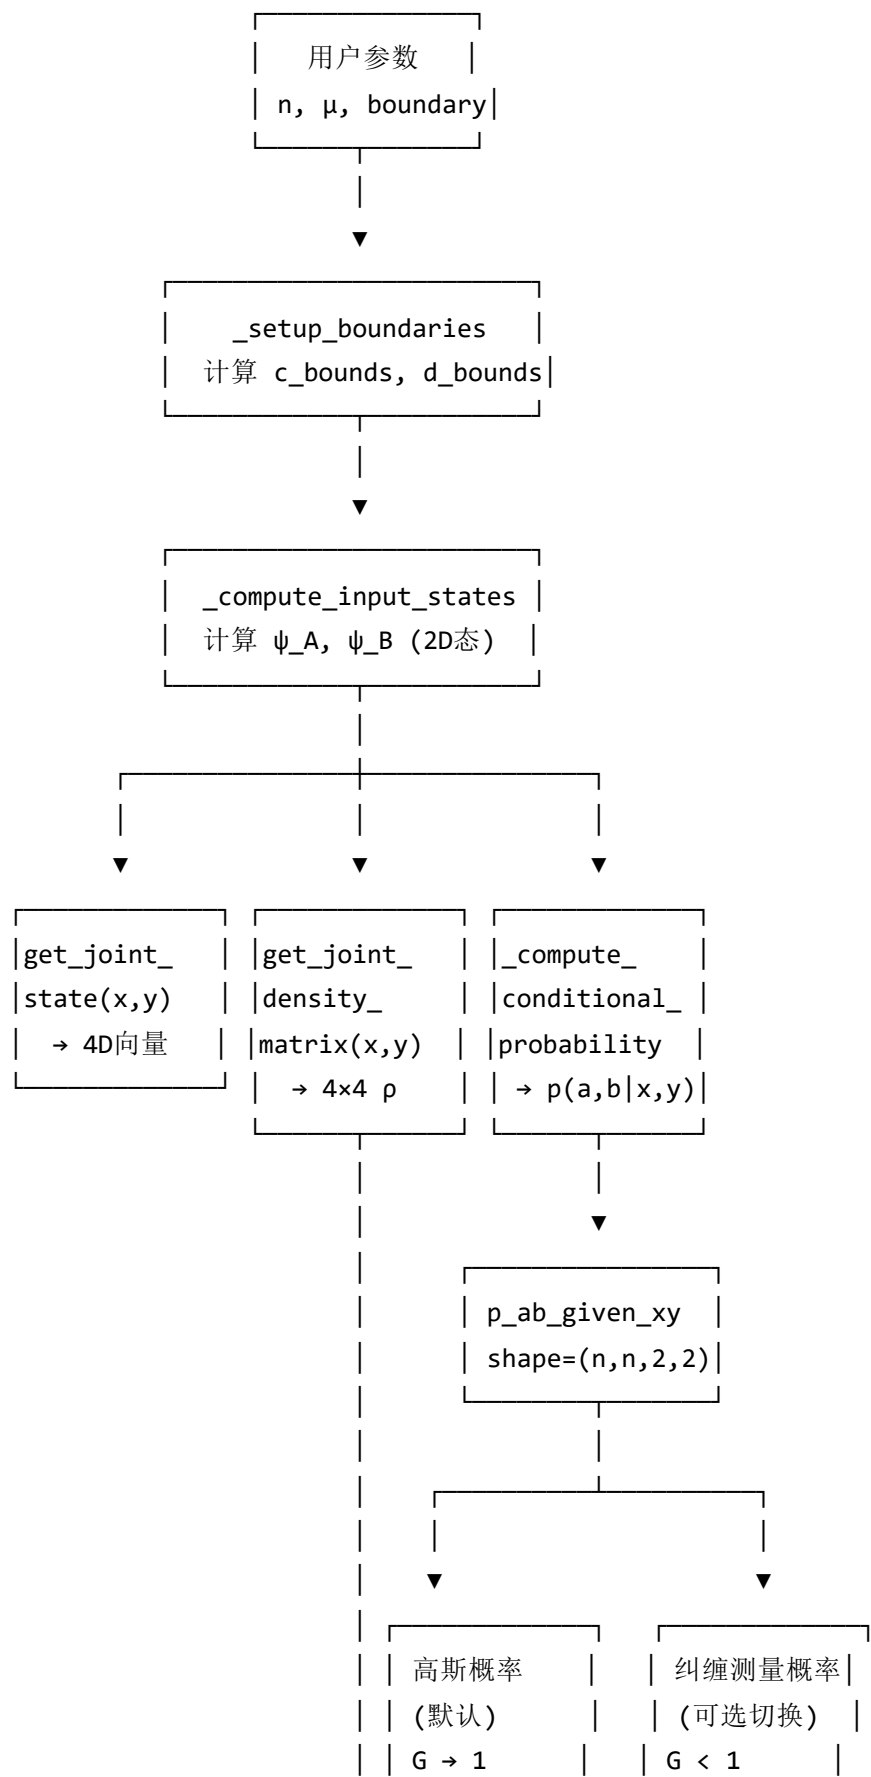 用户参数
n, μ, boundary
_setup_boundaries
计算 c_bounds, d_bounds
_compute_input_states
计算 ψ_A, ψ_B (2D态)
get_joint_
state(x,y)
→ 4D向量
get_joint_
density_
matrix(x,y)
→ 4×4 ρ
_compute_
conditional_
probability
→ p(a,b|x,y)
p_ab_given_xy
shape=(n,n,2,2)
高斯概率
(默认)
G → 1
纠缠测量概率
(可选切换)
G < 1